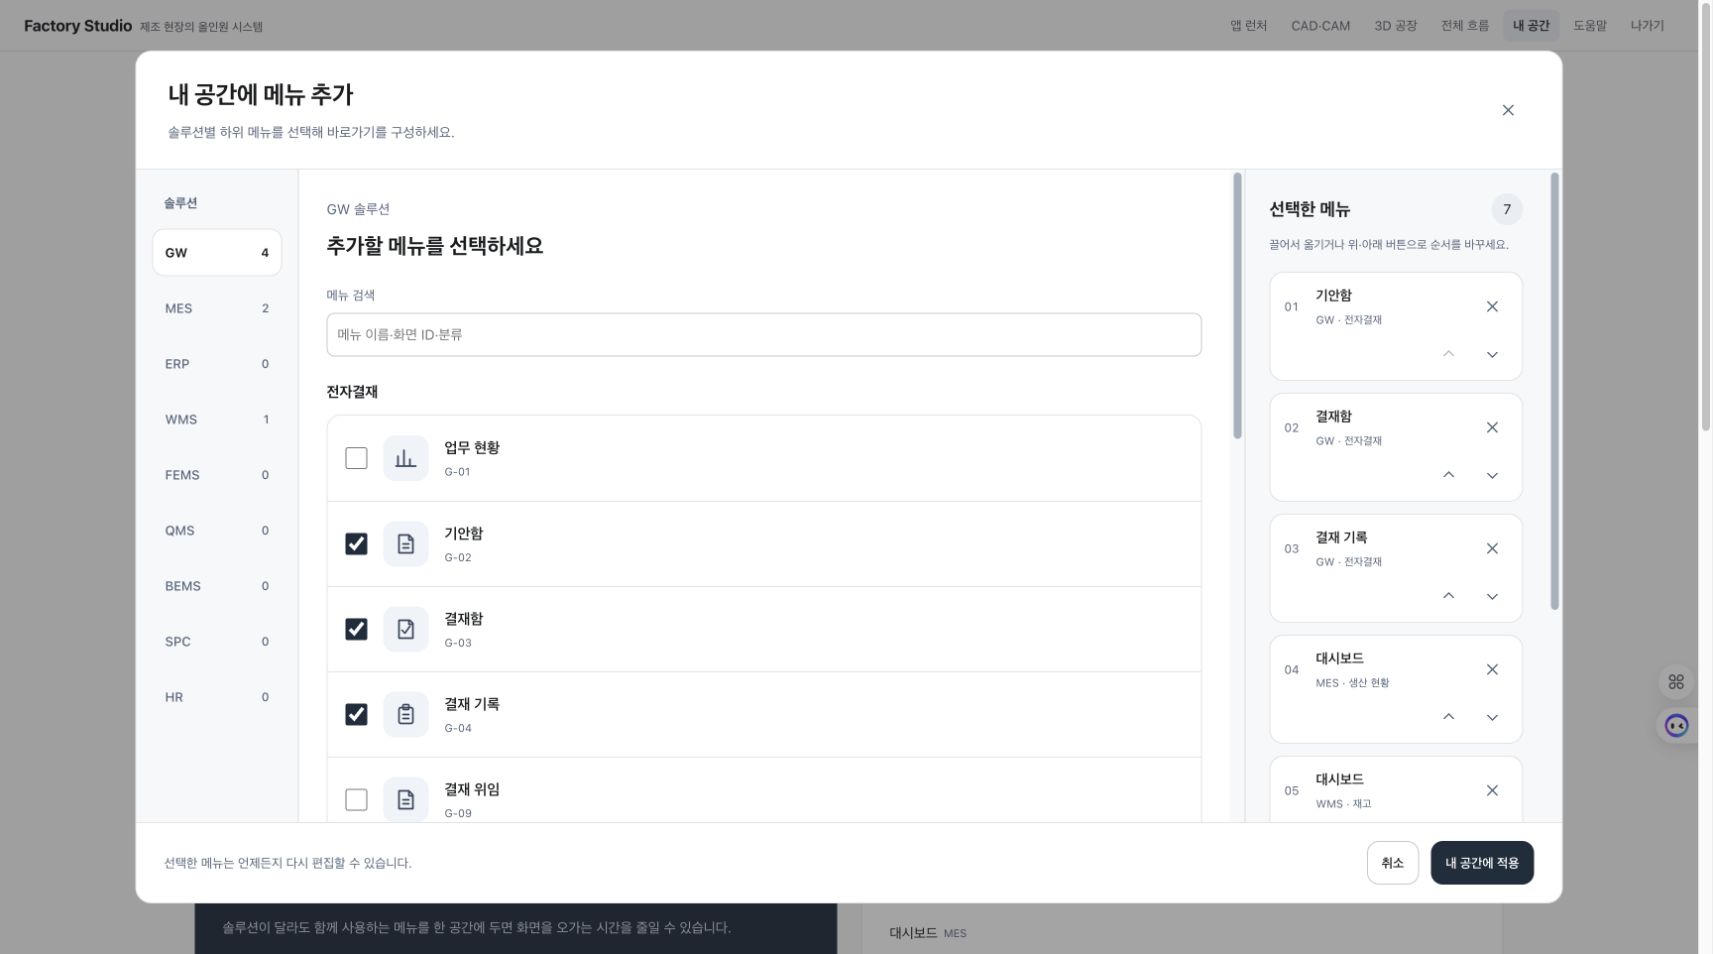 Factory Studio 제조 현장의 올인원 시스템
앱 런처 CAD·CAM 3D 공장 전체 흐름 내 공간 도움말 나가기
내 공간에 메뉴 추가
솔루션별 하위 메뉴를 선택해 바로가기를 구성하세요.
솔루션
GW 4
MES 2
ERP 0
WMS 1
FEMS 0
QMS 0
BEMS 0
SPC 0
HR 0
GW 솔루션
추가할 메뉴를 선택하세요
메뉴 검색
메뉴 이름·화면 ID·분류
전자결재
업무 현황
G-01
기안함
G-02
결재함
G-03
결재 기록
G-04
결재 위임
G-09
선택한 메뉴 7
끌어서 옮기거나 위·아래 버튼으로 순서를 바꾸세요.
01 기안함
GW · 전자결재
02 결재함
GW · 전자결재
03 결재 기록
GW · 전자결재
04 대시보드
MES · 생산 현황
05 대시보드
WMS · 재고
선택한 메뉴는 언제든지 다시 편집할 수 있습니다.
취소 내 공간에 적용
솔루션이 달라도 함께 사용하는 메뉴를 한 공간에 두면 화면을 오가는 시간을 줄일 수 있습니다.
대시보드 MES